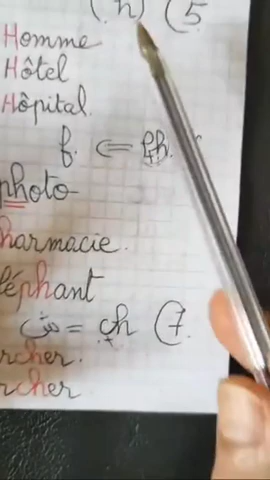 (h) (5
Homme
Hôtel
Hôpital.
f. ⇐ Ph.
photo
harmacie.
léphant
ش = ch (7
rcher.
rcher